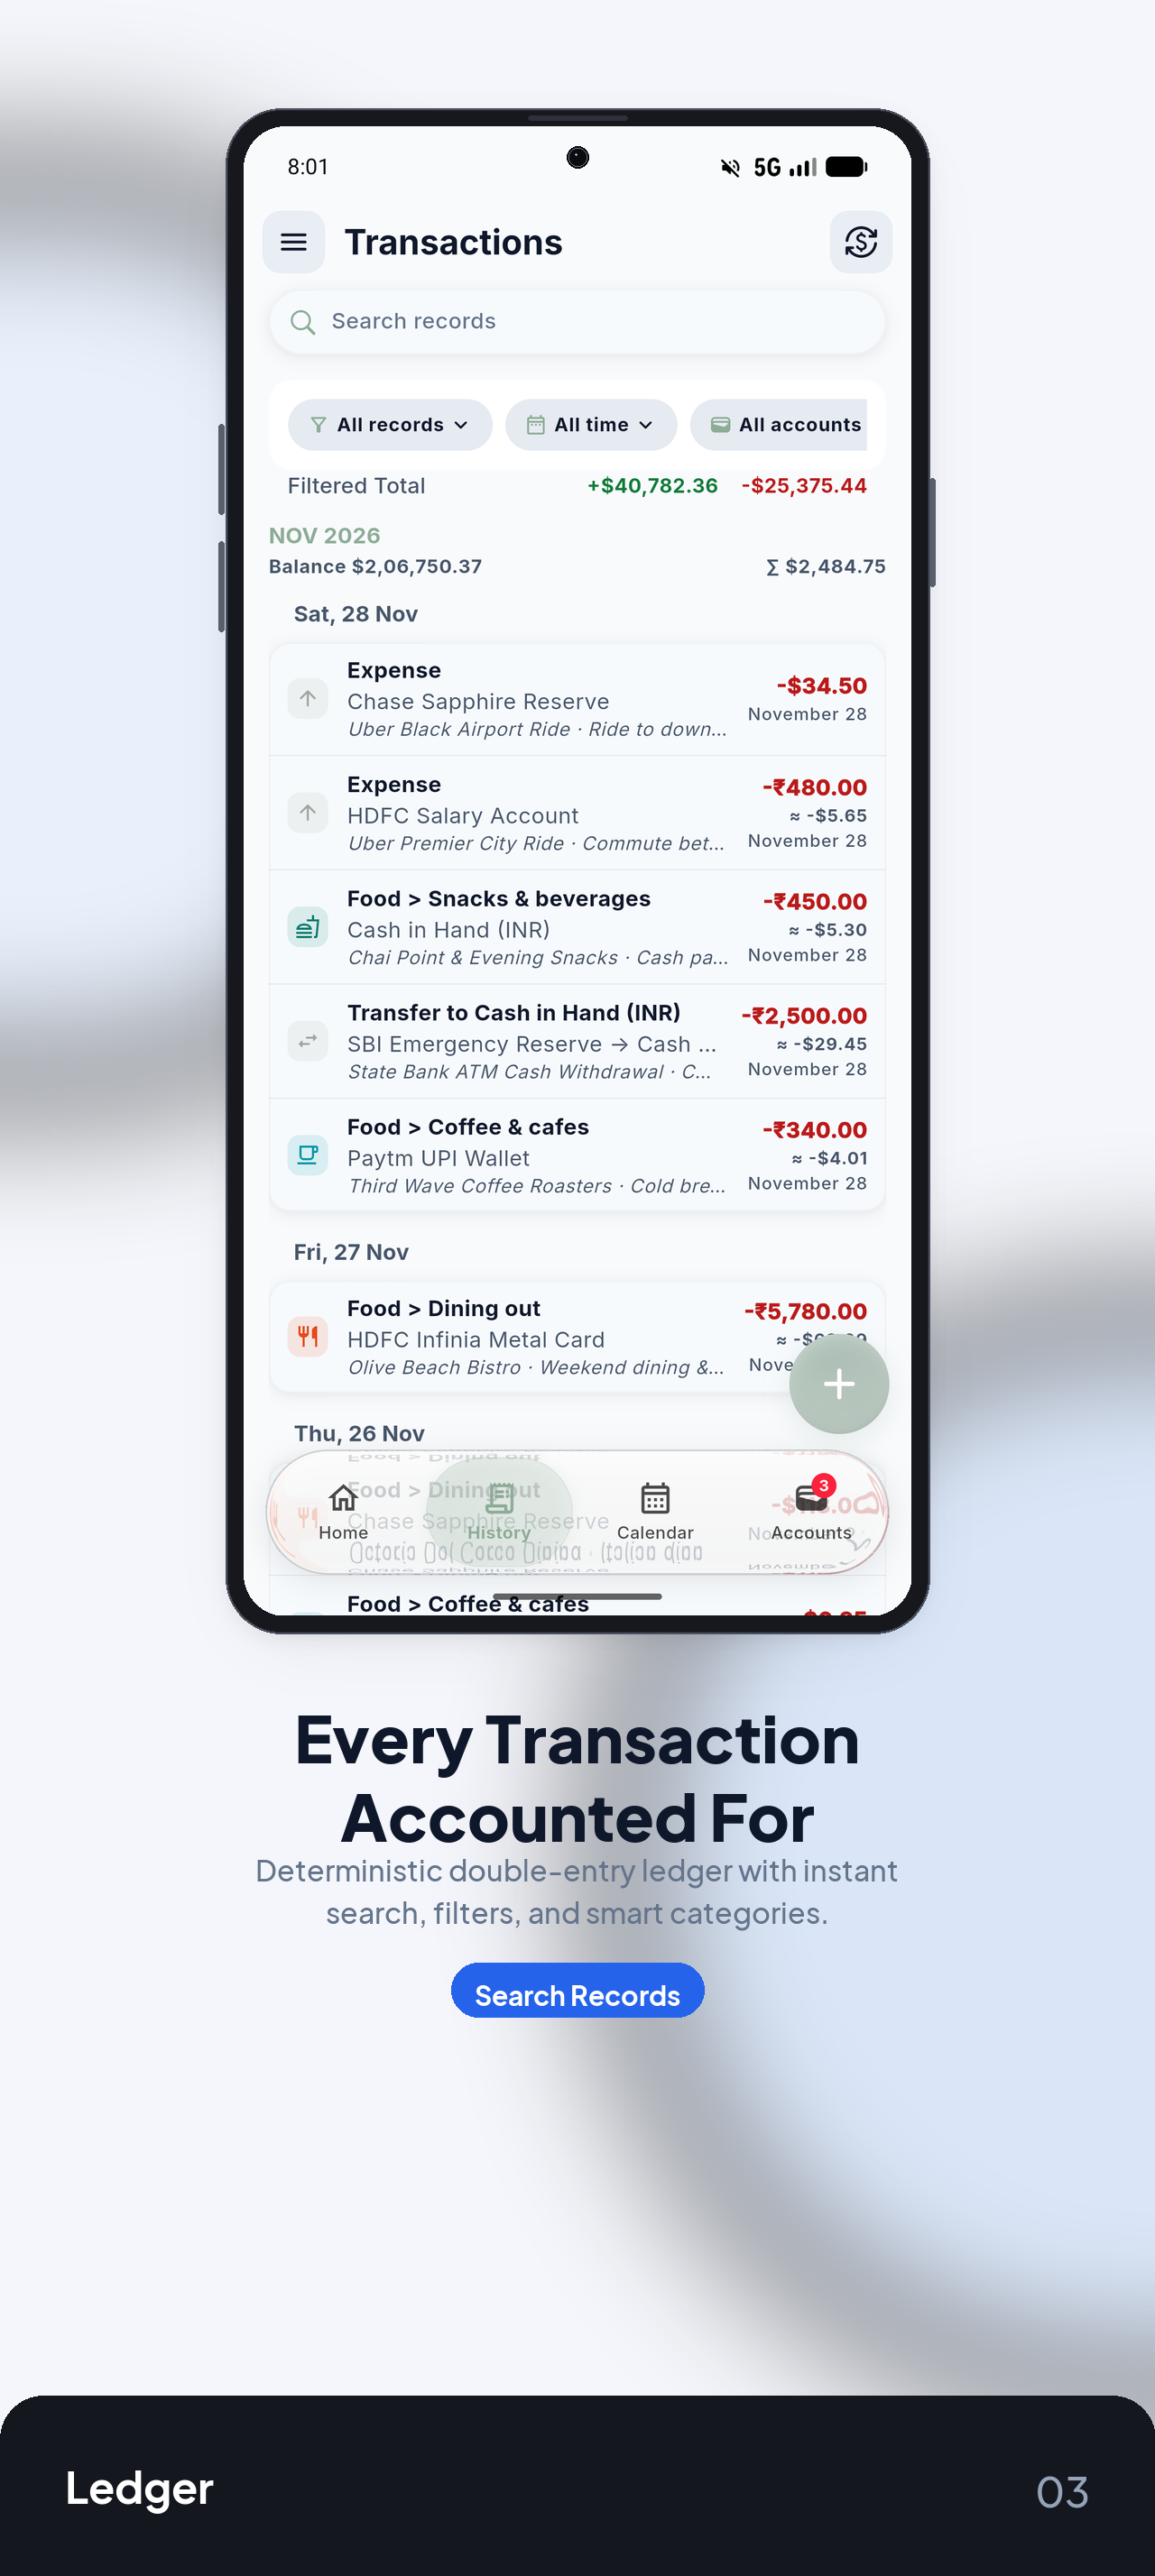 8:01
5G
Transactions
Search records
All records
All time
All accounts
Filtered Total +$40,782.36 -$25,375.44
NOV 2026
Balance $2,06,750.37 ∑ $2,484.75
Sat, 28 Nov
Expense
-$34.50
Chase Sapphire Reserve
November 28
Uber Black Airport Ride · Ride to down...
Expense
-₹480.00
HDFC Salary Account
≈ -$5.65
Uber Premier City Ride · Commute bet...
November 28
Food > Snacks & beverages
-₹450.00
Cash in Hand (INR)
≈ -$5.30
Chai Point & Evening Snacks · Cash pa...
November 28
Transfer to Cash in Hand (INR)
-₹2,500.00
SBI Emergency Reserve → Cash ...
≈ -$29.45
State Bank ATM Cash Withdrawal · C...
November 28
Food > Coffee & cafes
-₹340.00
Paytm UPI Wallet
≈ -$4.01
Third Wave Coffee Roasters · Cold bre...
November 28
Fri, 27 Nov
Food > Dining out
-₹5,780.00
HDFC Infinia Metal Card
Olive Beach Bistro · Weekend dining &...
Thu, 26 Nov
Food > Dining out
Chase Sapphire Reserve
3
Home
History
Calendar
Accounts
Food > Coffee & cafes
Every Transaction
Accounted For
Deterministic double-entry ledger with instant
search, filters, and smart categories.
Search Records
Ledger
03